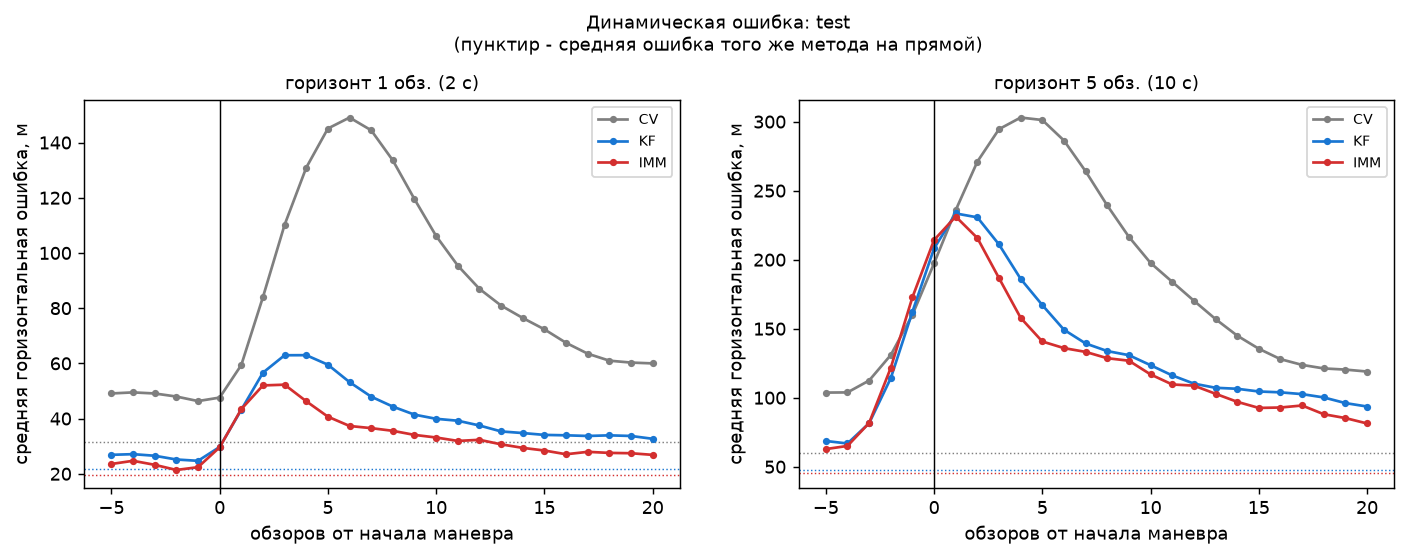 Динамическая ошибка: test
(пунктир - средняя ошибка того же метода на прямой)
горизонт 1 обз. (2 с)
средняя горизонтальная ошибка, м
140
120
100
80
60
40
20
CV
KF
IMM
−5
0
5
10
15
20
обзоров от начала маневра
горизонт 5 обз. (10 с)
средняя горизонтальная ошибка, м
300
250
200
150
100
50
CV
KF
IMM
−5
0
5
10
15
20
обзоров от начала маневра